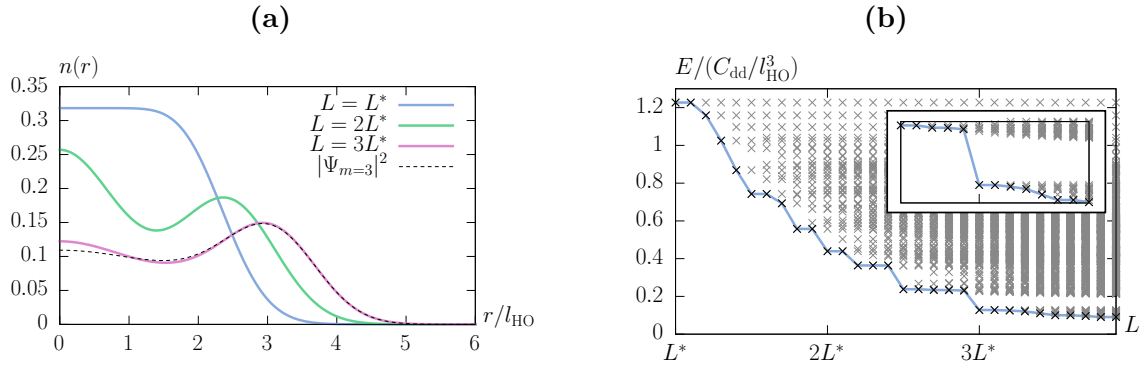 (a)
n(r)
0.35
0.3
0.25
0.2
0.15
0.1
0.05
0
0 1 2 3 4 5 6
r/l_HO
L = L*
L = 2L*
L = 3L*
|Ψ_{m=3}|²
(b)
E/(C_dd/l³_HO)
1.2
1
0.8
0.6
0.4
0.2
0
L* 2L* 3L*
L